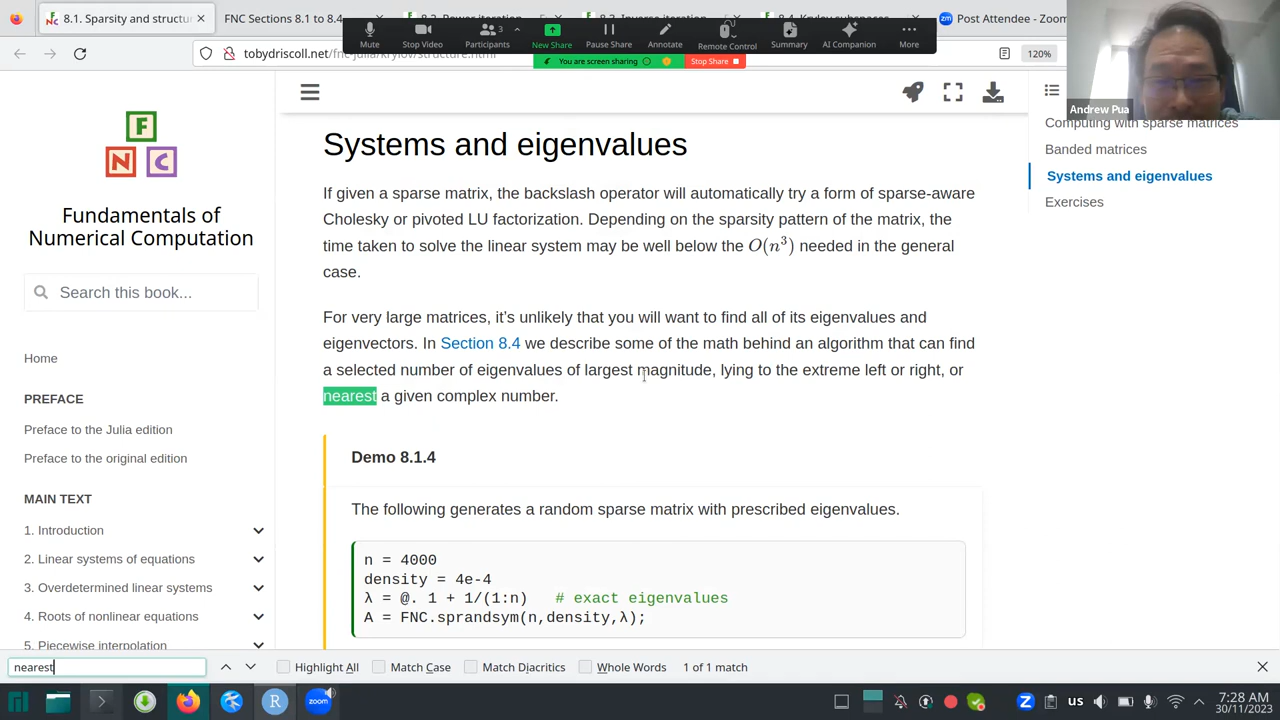 8.1. Sparsity and structu
FNC Sections 8.1 to 8.4
Post Attendee - Zoom
Mute
Stop Video
Participants
3
New Share
Pause Share
Annotate
Remote Control
Summary
AI Companion
More
You are screen sharing
Stop Share
tobydriscoll.net/fnc-julia/krylov/structure.html
120%
Andrew Pua
F
N C
Fundamentals of
Numerical Computation
Search this book...
Home
PREFACE
Preface to the Julia edition
Preface to the original edition
MAIN TEXT
1. Introduction
2. Linear systems of equations
3. Overdetermined linear systems
4. Roots of nonlinear equations
5. Piecewise interpolation
Systems and eigenvalues
If given a sparse matrix, the backslash operator will automatically try a form of sparse-aware
Cholesky or pivoted LU factorization. Depending on the sparsity pattern of the matrix, the
time taken to solve the linear system may be well below the O(n³) needed in the general
case.
For very large matrices, it's unlikely that you will want to find all of its eigenvalues and
eigenvectors. In Section 8.4 we describe some of the math behind an algorithm that can find
a selected number of eigenvalues of largest magnitude, lying to the extreme left or right, or
nearest a given complex number.
Demo 8.1.4
The following generates a random sparse matrix with prescribed eigenvalues.
n = 4000
density = 4e-4
λ = @. 1 + 1/(1:n)   # exact eigenvalues
A = FNC.sprandsym(n,density,λ);
Computing with sparse matrices
Banded matrices
Systems and eigenvalues
Exercises
nearest
Highlight All
Match Case
Match Diacritics
Whole Words
1 of 1 match
us
7:28 AM
30/11/2023